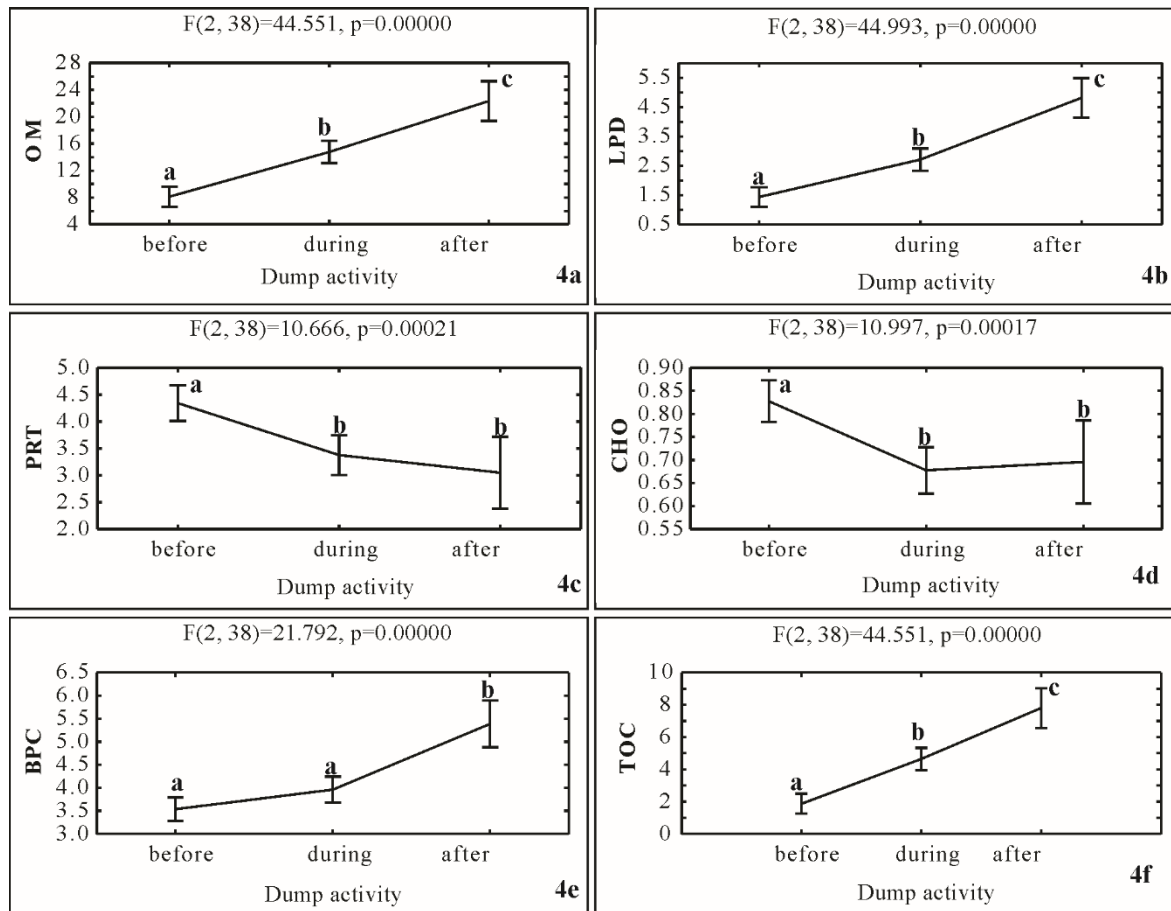 F(2, 38)=44.551, p=0.00000
OM
28
24
20
16
12
8
4
a
b
c
before during after
Dump activity
4a
F(2, 38)=44.993, p=0.00000
LPD
5.5
4.5
3.5
2.5
1.5
0.5
a
b
c
before during after
Dump activity
4b
F(2, 38)=10.666, p=0.00021
PRT
5.0
4.5
4.0
3.5
3.0
2.5
2.0
a
b
b
before during after
Dump activity
4c
F(2, 38)=10.997, p=0.00017
CHO
0.90
0.85
0.80
0.75
0.70
0.65
0.60
0.55
a
b
b
before during after
Dump activity
4d
F(2, 38)=21.792, p=0.00000
BPC
6.5
6.0
5.5
5.0
4.5
4.0
3.5
3.0
a
a
b
before during after
Dump activity
4e
F(2, 38)=44.551, p=0.00000
TOC
10
8
6
4
2
0
a
b
c
before during after
Dump activity
4f